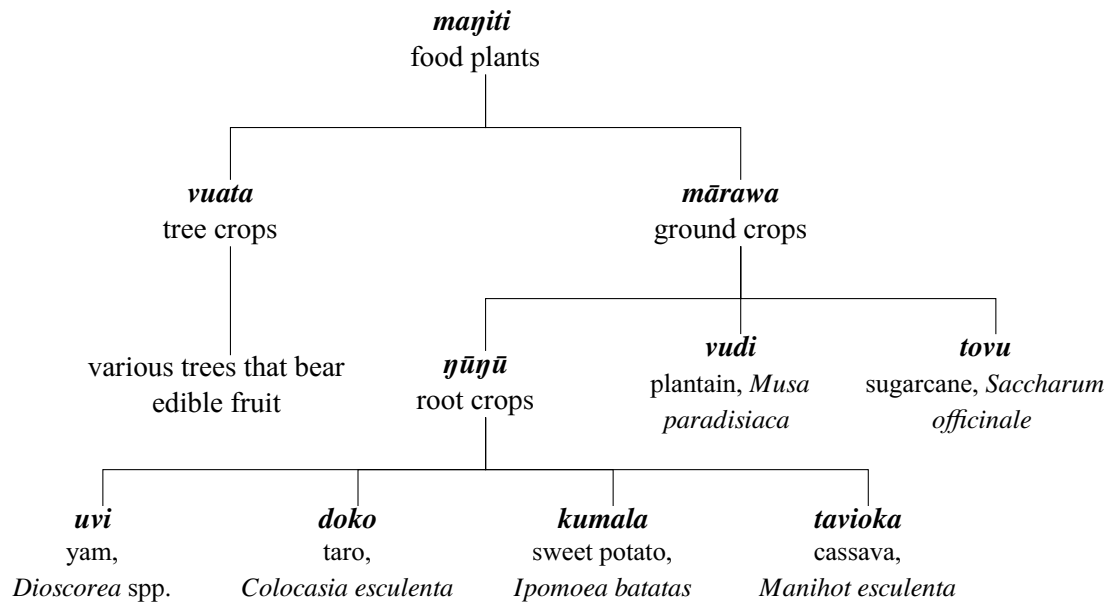 maŋiti
food plants
vuata
tree crops
mārawa
ground crops
various trees that bear
edible fruit
ŋūŋū
root crops
vudi
plantain, Musa
paradisiaca
tovu
sugarcane, Saccharum
officinale
uvi
yam,
Dioscorea spp.
doko
taro,
Colocasia esculenta
kumala
sweet potato,
Ipomoea batatas
tavioka
cassava,
Manihot esculenta